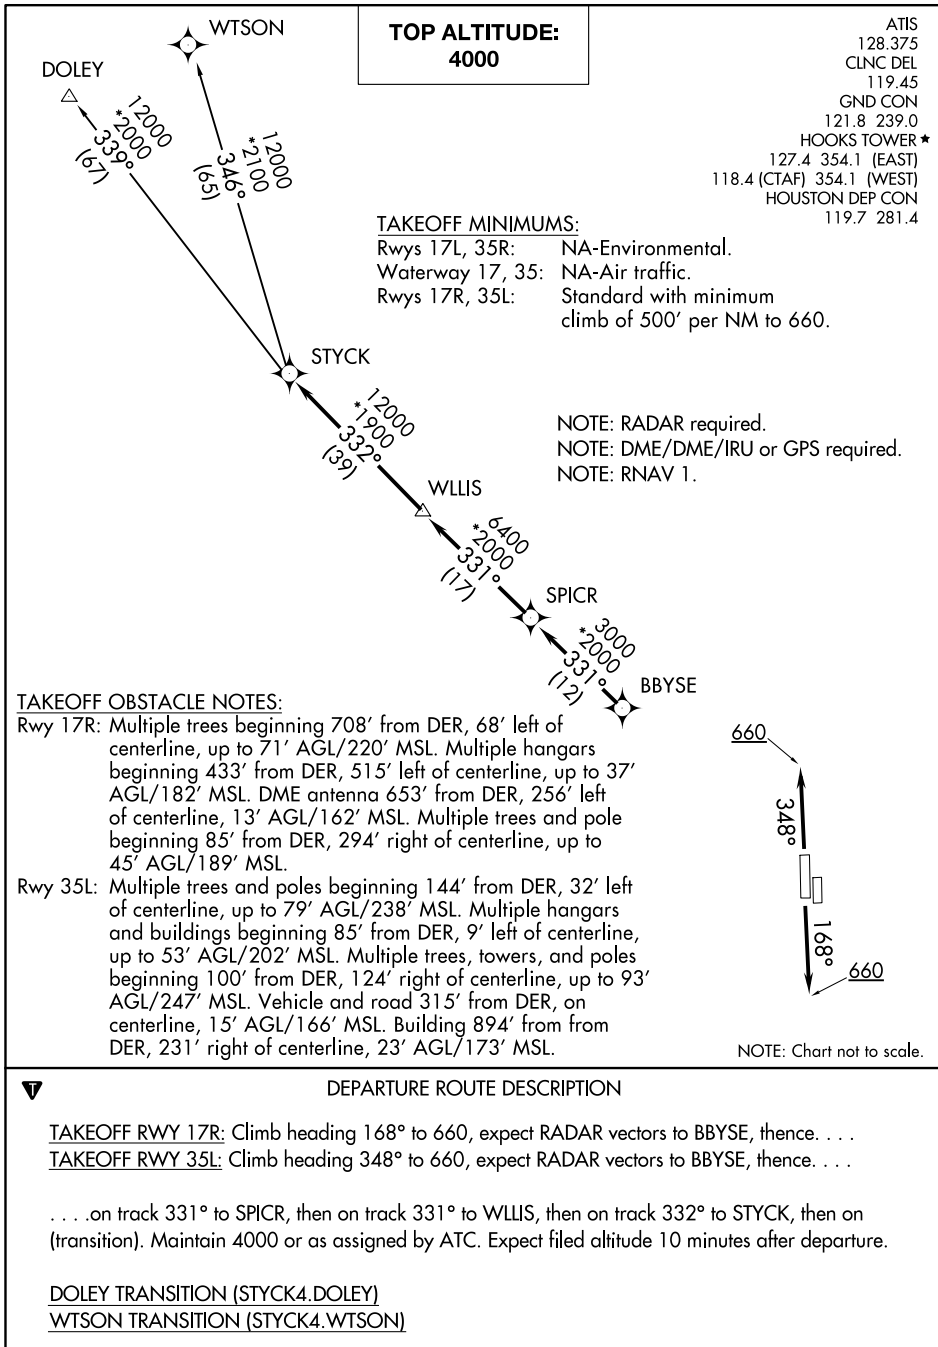 TOP ALTITUDE:
4000
ATIS
128.375
CLNC DEL
119.45
GND CON
121.8 239.0
HOOKS TOWER ★
127.4 354.1 (EAST)
118.4 (CTAF) 354.1 (WEST)
HOUSTON DEP CON
119.7 281.4
WTSON
DOLEY
12000
*2000
339°
(67)
12000
*2100
346°
(65)
TAKEOFF MINIMUMS:
Rwys 17L, 35R: NA-Environmental.
Waterway 17, 35: NA-Air traffic.
Rwys 17R, 35L: Standard with minimum
climb of 500' per NM to 660.
STYCK
12000
*1900
332°
(39)
NOTE: RADAR required.
NOTE: DME/DME/IRU or GPS required.
NOTE: RNAV 1.
WLLIS
6400
*2000
331°
(17)
SPICR
3000
*2000
331°
(12)
BBYSE
TAKEOFF OBSTACLE NOTES:
Rwy 17R: Multiple trees beginning 708' from DER, 68' left of
centerline, up to 71' AGL/220' MSL. Multiple hangars
beginning 433' from DER, 515' left of centerline, up to 37'
AGL/182' MSL. DME antenna 653' from DER, 256' left
of centerline, 13' AGL/162' MSL. Multiple trees and pole
beginning 85' from DER, 294' right of centerline, up to
45' AGL/189' MSL.
Rwy 35L: Multiple trees and poles beginning 144' from DER, 32' left
of centerline, up to 79' AGL/238' MSL. Multiple hangars
and buildings beginning 85' from DER, 9' left of centerline,
up to 53' AGL/202' MSL. Multiple trees, towers, and poles
beginning 100' from DER, 124' right of centerline, up to 93'
AGL/247' MSL. Vehicle and road 315' from DER, on
centerline, 15' AGL/166' MSL. Building 894' from from
DER, 231' right of centerline, 23' AGL/173' MSL.
660
348°
168°
660
NOTE: Chart not to scale.
T
DEPARTURE ROUTE DESCRIPTION
TAKEOFF RWY 17R: Climb heading 168° to 660, expect RADAR vectors to BBYSE, thence. . . .
TAKEOFF RWY 35L: Climb heading 348° to 660, expect RADAR vectors to BBYSE, thence. . . .
. . . .on track 331° to SPICR, then on track 331° to WLLIS, then on track 332° to STYCK, then on
(transition). Maintain 4000 or as assigned by ATC. Expect filed altitude 10 minutes after departure.
DOLEY TRANSITION (STYCK4.DOLEY)
WTSON TRANSITION (STYCK4.WTSON)